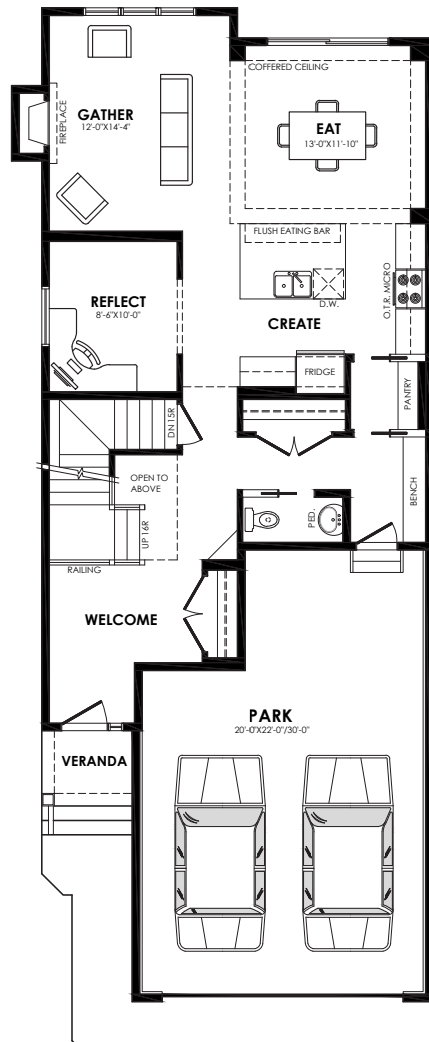 COFFERED CEILING
GATHER
12'-0"X14'-4"
FIREPLACE
EAT
13'-0"X11'-10"
FLUSH EATING BAR
O.T.R. MICRO
D.W.
REFLECT
8'-6"X10'-0"
CREATE
FRIDGE
PANTRY
DN 15R
OPEN TO
ABOVE
BENCH
PED.
UP 16R
RAILING
WELCOME
PARK
20'-0"X22'-0"/30'-0"
VERANDA